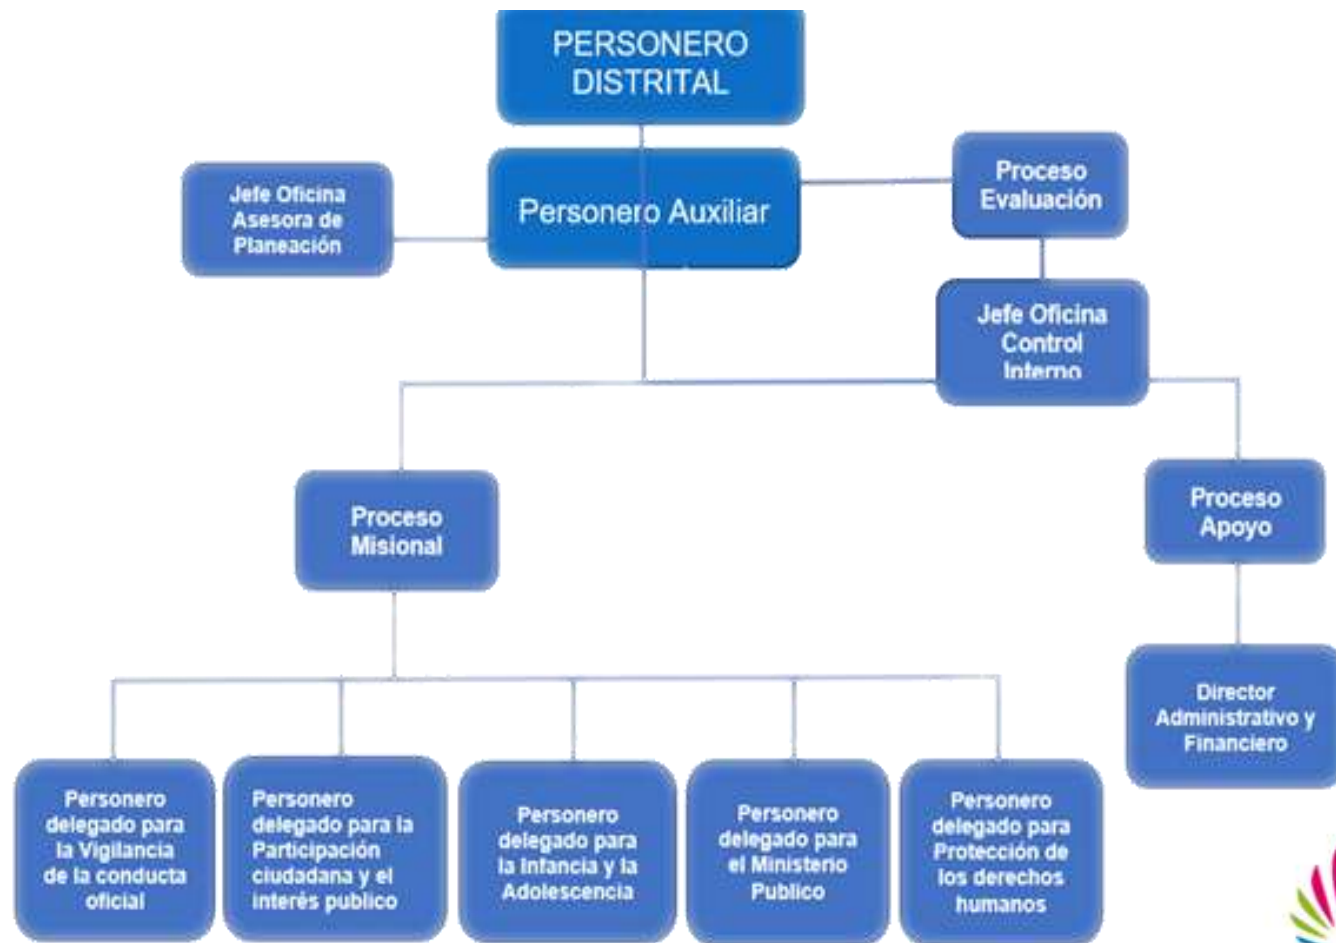 PERSONERO
DISTRITAL
Personero Auxiliar
Jefe Oficina
Asesora de
Planeación
Proceso
Evaluación
Jefe Oficina
Control
Interno
Proceso
Misional
Proceso
Apoyo
Director
Administrativo y
Financiero
Personero
delegado para
la Vigilancia
de la conducta
oficial
Personero
delegado para la
Participación
ciudadana y el
interés publico
Personero
delegado para
la Infancia y la
Adolescencia
Personero
delegado para
el Ministerio
Publico
Personero
delegado para
Protección de
los derechos
humanos